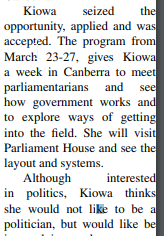 Kiowa seized the
opportunity, applied and was
accepted. The program from
March 23-27, gives Kiowa
a week in Canberra to meet
parliamentarians and see
how government works and
to explore ways of getting
into the field. She will visit
Parliament House and see the
layout and systems.
Although interested
in politics, Kiowa thinks
she would not like to be a
politician, but would like be